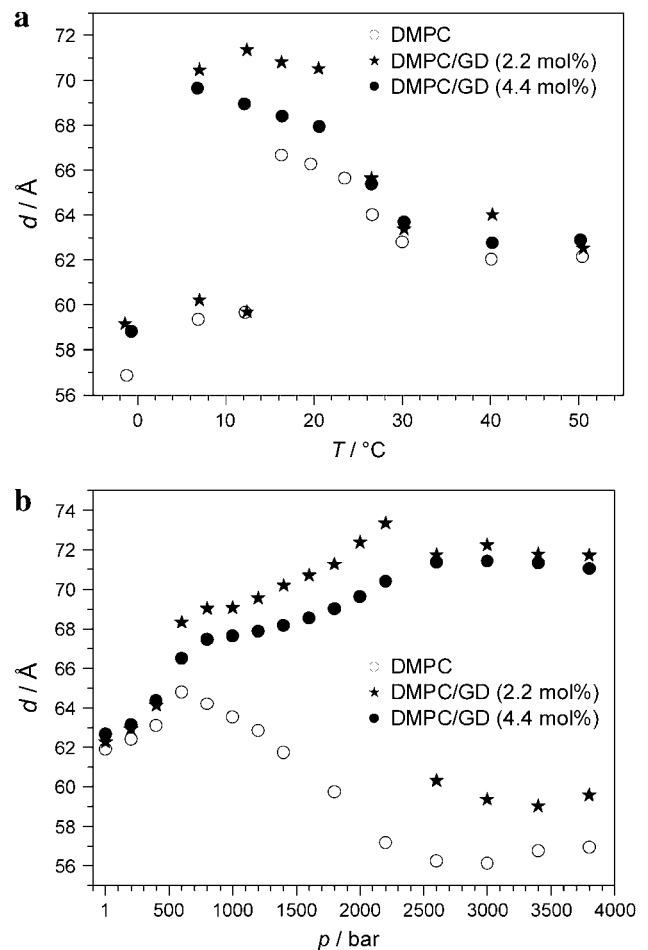 a
72
70
68
66
64
62
60
58
56
d / Å
○ DMPC
★ DMPC/GD (2.2 mol%)
● DMPC/GD (4.4 mol%)
0 10 20 30 40 50
T / °C
b
74
72
70
68
66
64
62
60
58
56
d / Å
○ DMPC
★ DMPC/GD (2.2 mol%)
● DMPC/GD (4.4 mol%)
1 500 1000 1500 2000 2500 3000 3500 4000
p / bar